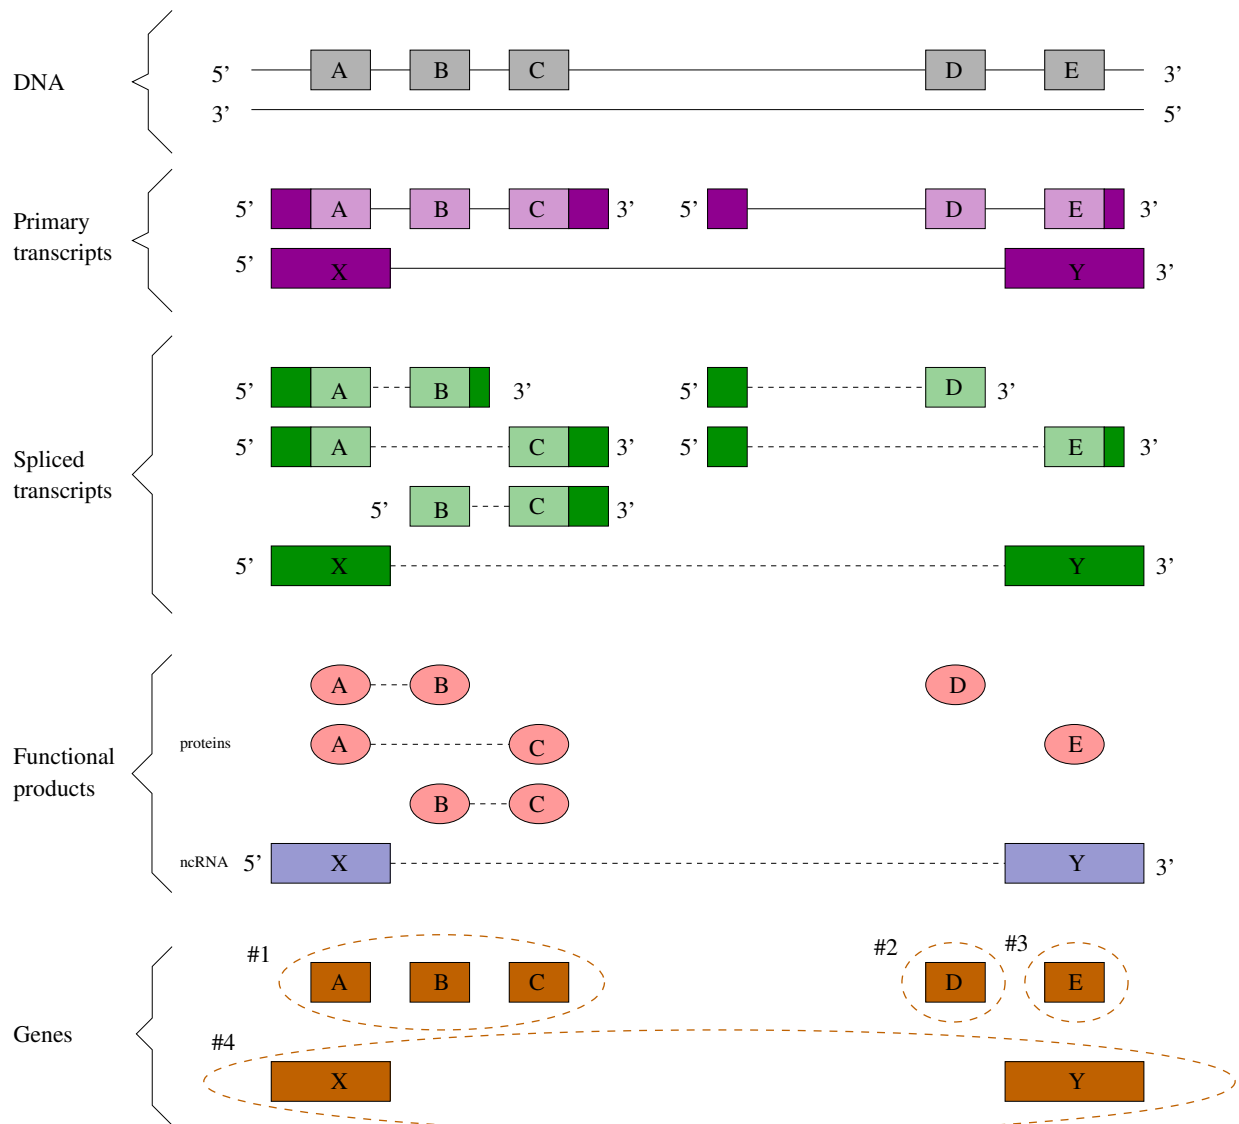 DNA
5’ A B C D E 3’
3’ 5’
Primary
transcripts
5’ A B C 3’ 5’ D E 3’
5’ X Y 3’
Spliced
transcripts
5’ A B 3’ 5’ D 3’
5’ A C 3’ 5’ E 3’
5’ B C 3’
5’ X Y 3’
Functional
products
A B D
proteins A C E
B C
ncRNA 5’ X Y 3’
Genes
#1 A B C #2 D #3 E
#4 X Y